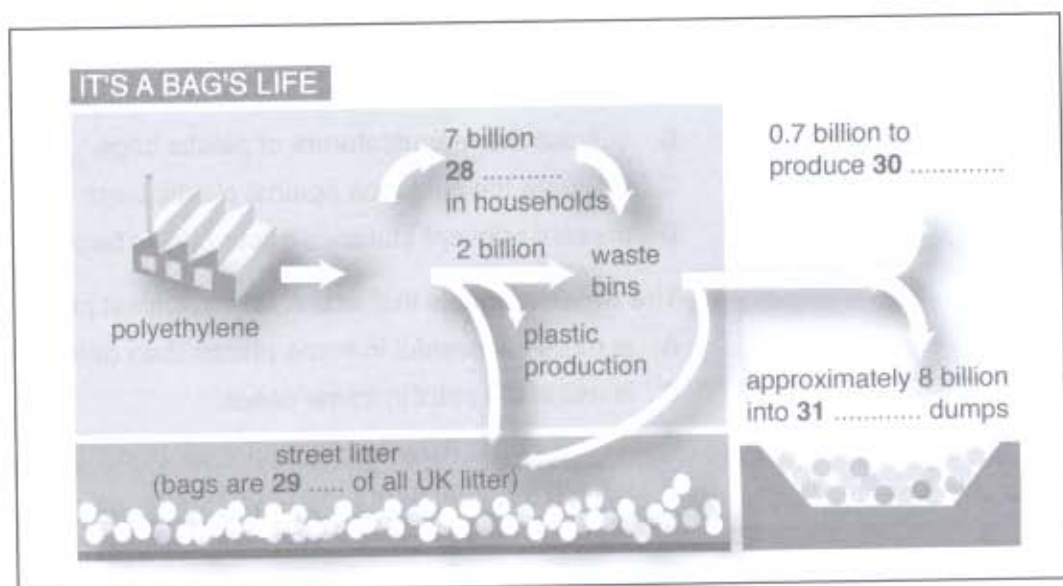 IT'S A BAG'S LIFE
7 billion
28 ...........
in households
0.7 billion to
produce 30 .............
2 billion
waste
bins
polyethylene
plastic
production
approximately 8 billion
into 31 ............ dumps
street litter
(bags are 29 ..... of all UK litter)